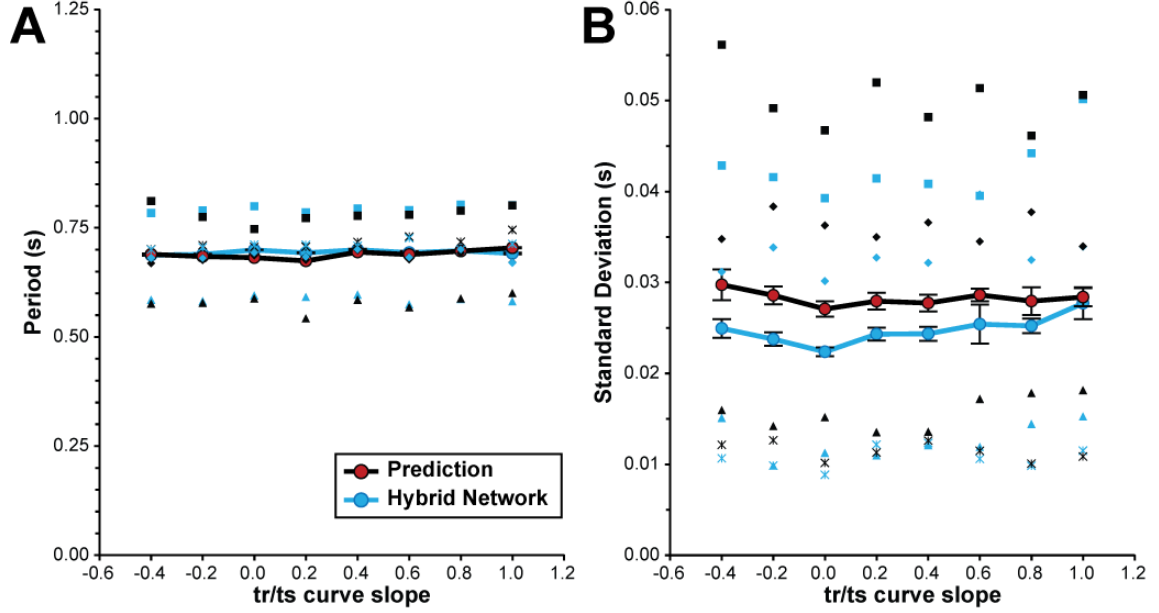 A
1.25
1.00
0.75
0.50
0.25
0.00
Period (s)
-0.6 -0.4 -0.2 0.0 0.2 0.4 0.6 0.8 1.0 1.2
tr/ts curve slope
Prediction
Hybrid Network
B
0.06
0.05
0.04
0.03
0.02
0.01
0.00
Standard Deviation (s)
-0.6 -0.4 -0.2 0.0 0.2 0.4 0.6 0.8 1.0 1.2
tr/ts curve slope